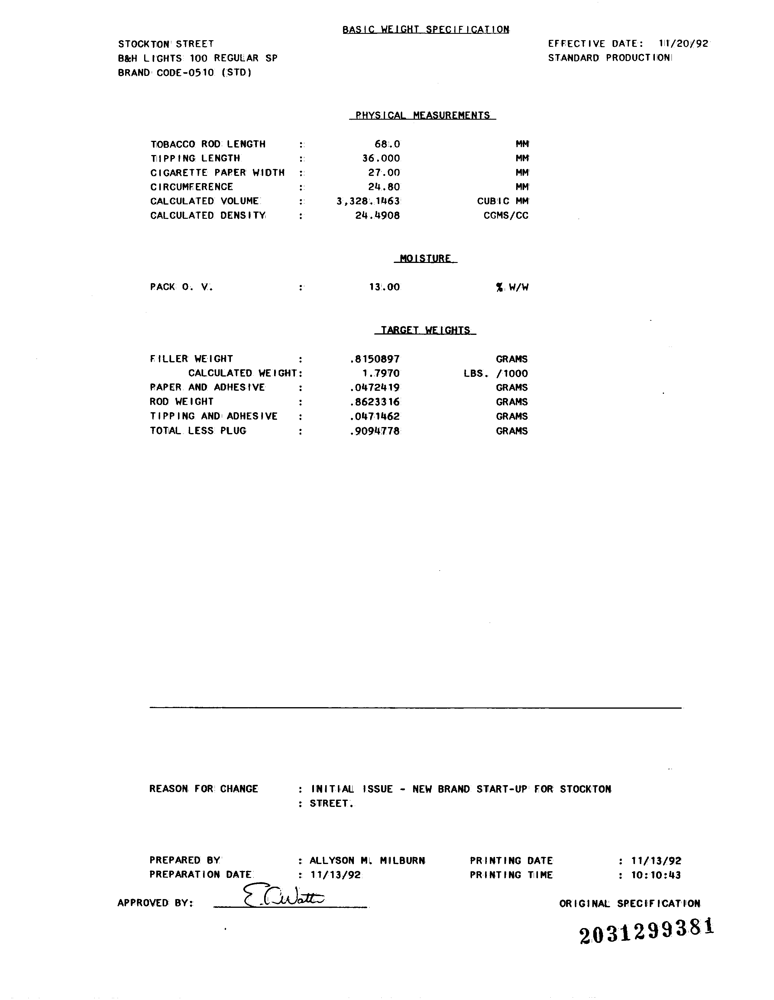 BASIC WEIGHT SPECIFICATION
STOCKTON STREET EFFECTIVE DATE: 11/20/92
B&H LIGHTS 100 REGULAR SP STANDARD PRODUCTION
BRAND CODE-0510 (STD)
PHYSICAL MEASUREMENTS
TOBACCO ROD LENGTH : 68.0 MM
TIPPING LENGTH : 36.000 MM
CIGARETTE PAPER WIDTH : 27.00 MM
CIRCUMFERENCE : 24.80 MM
CALCULATED VOLUME : 3,328.1463 CUBIC MM
CALCULATED DENSITY : 24.4908 CGMS/CC
MOISTURE
PACK O. V. : 13.00 % W/W
TARGET WEIGHTS
FILLER WEIGHT : .8150897 GRAMS
CALCULATED WEIGHT: 1.7970 LBS. /1000
PAPER AND ADHESIVE : .0472419 GRAMS
ROD WEIGHT : .8623316 GRAMS
TIPPING AND ADHESIVE : .0471462 GRAMS
TOTAL LESS PLUG : .9094778 GRAMS
REASON FOR CHANGE : INITIAL ISSUE - NEW BRAND START-UP FOR STOCKTON
: STREET.
PREPARED BY : ALLYSON M. MILBURN PRINTING DATE : 11/13/92
PREPARATION DATE : 11/13/92 PRINTING TIME : 10:10:43
APPROVED BY: E.C. Watts ORIGINAL SPECIFICATION
2031299381